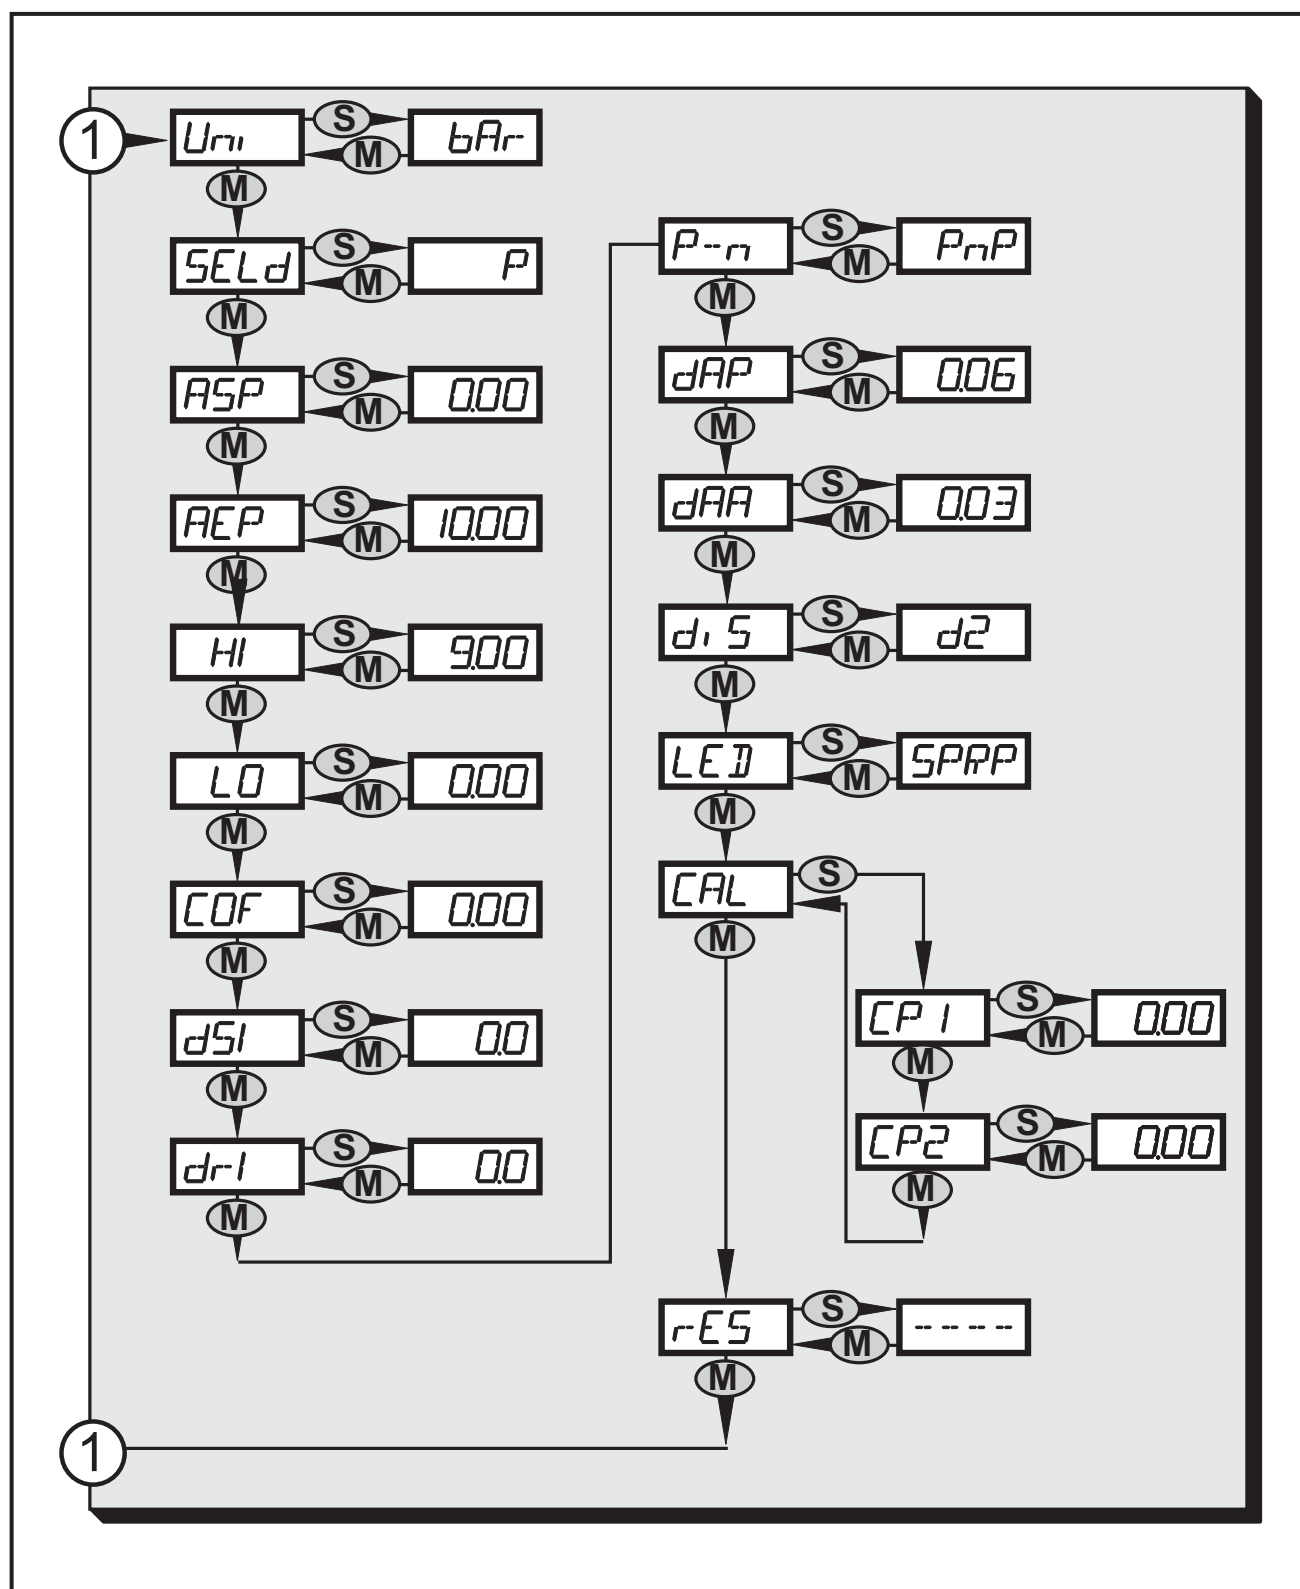 1
Uni S bAr
M
M
SELd S P
M
M
ASP S 0.00
M
M
AEP S 10.00
M
M
HI S 9.00
M
M
LO S 0.00
M
M
COF S 0.00
M
M
dS1 S 0.0
M
M
dr1 S 0.0
M
M
P-n S PnP
M
M
dAP S 0.06
M
M
dAA S 0.03
M
M
diS S d2
M
M
LED S
M
M
CAL S
M
CP1 S 0.00
M
M
CP2 S 0.00
M
M
rES S ----
M
M
1